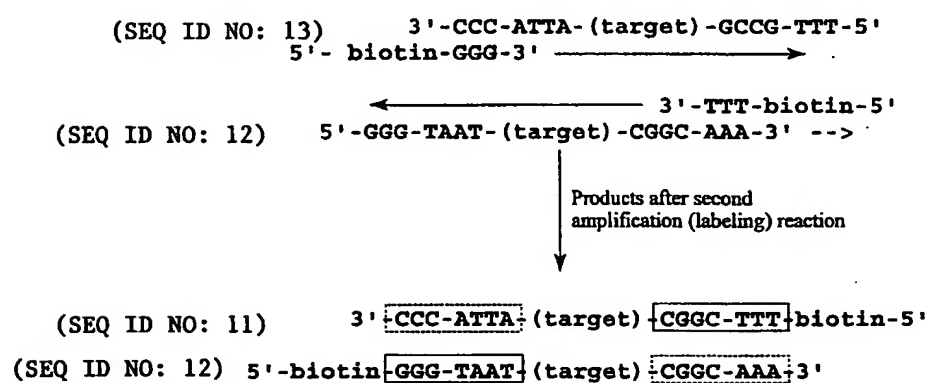 (SEQ ID NO: 13) 3'-CCC-ATTA-(target)-GCCG-TTT-5'
5'- biotin-GGG-3'
3'-TTT-biotin-5'
(SEQ ID NO: 12) 5'-GGG-TAAT-(target)-CGGC-AAA-3' -->
Products after second
amplification (labeling) reaction
(SEQ ID NO: 11) 3'-CCC-ATTA-(target)-CGGC-TTT-biotin-5'
(SEQ ID NO: 12) 5'-biotin-GGG-TAAT-(target)-CGGC-AAA-3'